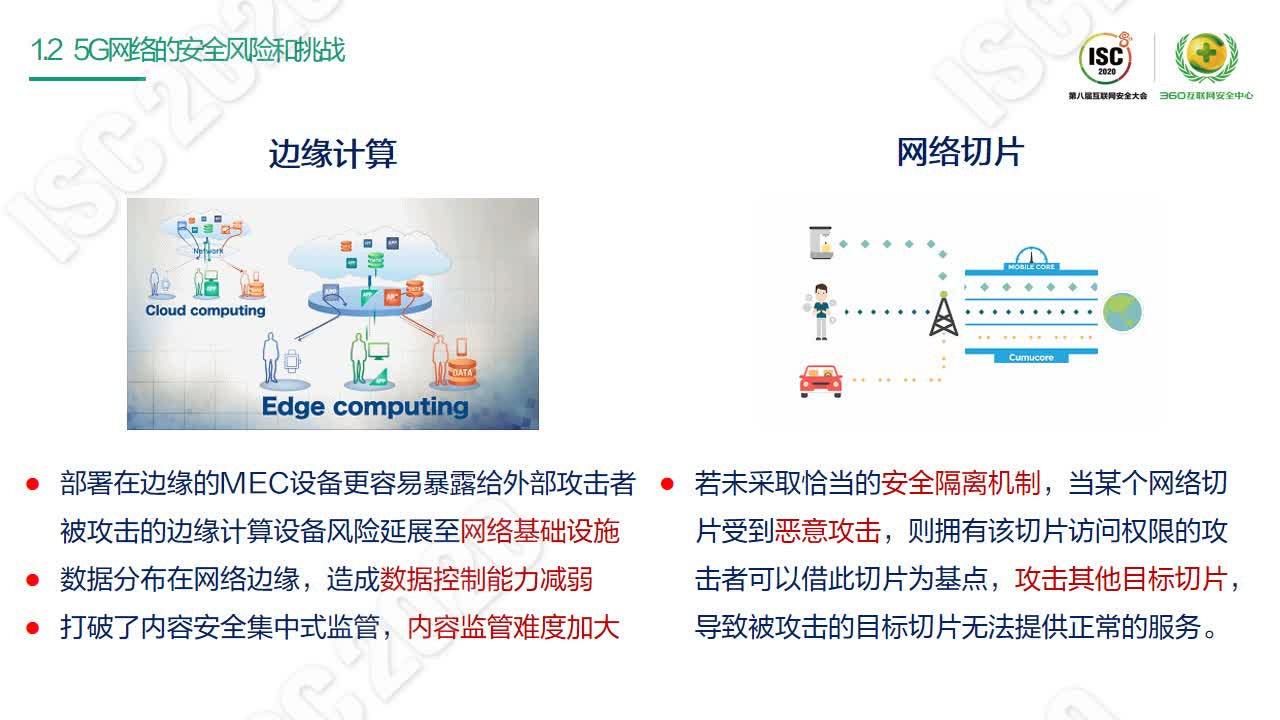 1.2 5G网络的安全风险和挑战
ISC
2020
第八届互联网安全大会
360互联网安全中心
边缘计算
网络切片
Network
Cloud computing
APP
DATA
Edge computing
MOBILE CORE
Cumucore
部署在边缘的MEC设备更容易暴露给外部攻击者
被攻击的边缘计算设备风险延展至网络基础设施
数据分布在网络边缘，造成数据控制能力减弱
打破了内容安全集中式监管，内容监管难度加大
若未采取恰当的安全隔离机制，当某个网络切
片受到恶意攻击，则拥有该切片访问权限的攻
击者可以借此切片为基点，攻击其他目标切片，
导致被攻击的目标切片无法提供正常的服务。
ISC 2020
ISC 2020